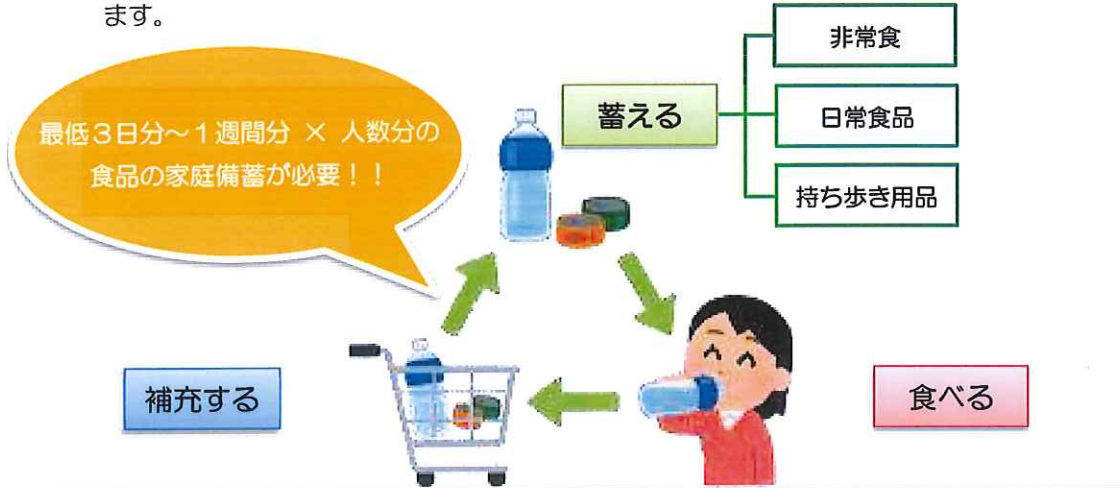 ます。
非常食
蓄える
日常食品
最低３日分～１週間分 × 人数分の
食品の家庭備蓄が必要！！
持ち歩き用品
補充する
食べる